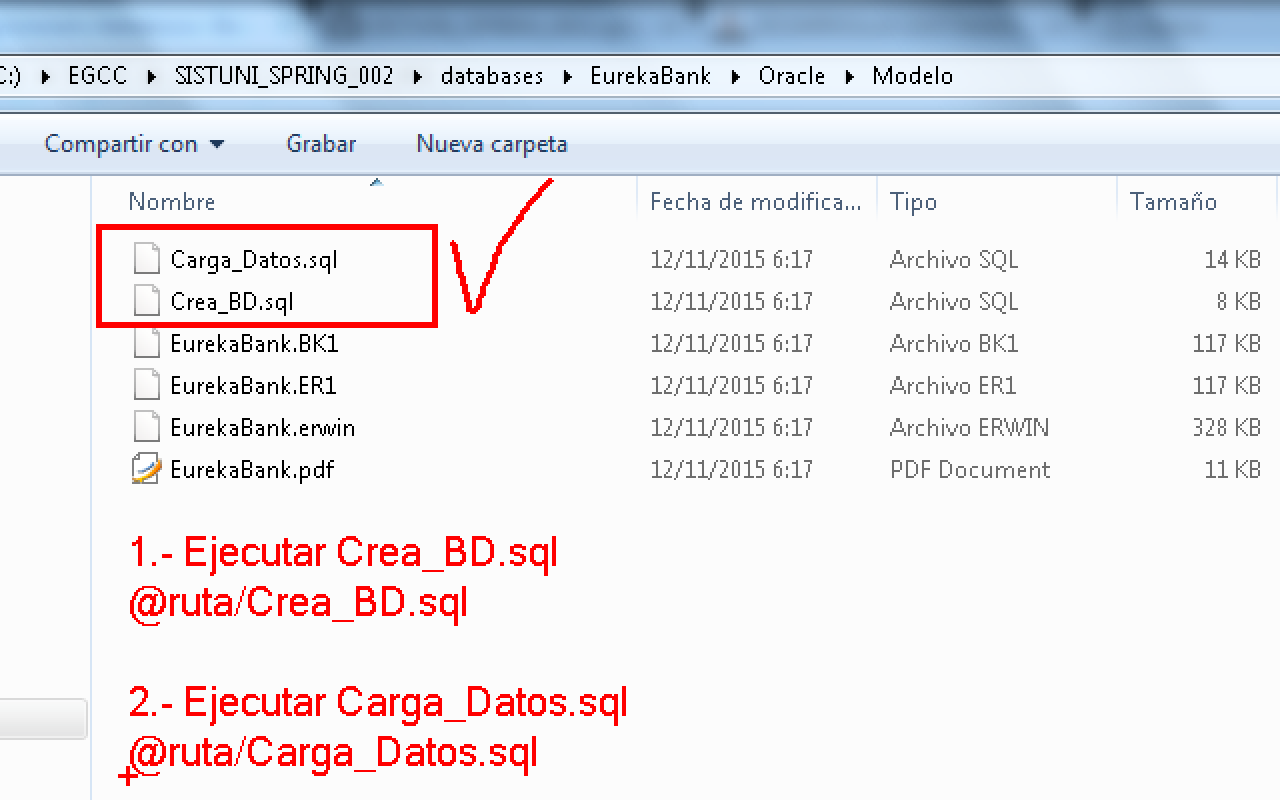 C:) EGCC SISTUNI_SPRING_002 databases EurekaBank Oracle Modelo
Compartir con Grabar Nueva carpeta
Nombre Fecha de modifica... Tipo Tamaño
Carga_Datos.sql 12/11/2015 6:17 Archivo SQL 14 KB
Crea_BD.sql 12/11/2015 6:17 Archivo SQL 8 KB
EurekaBank.BK1 12/11/2015 6:17 Archivo BK1 117 KB
EurekaBank.ER1 12/11/2015 6:17 Archivo ER1 117 KB
EurekaBank.erwin 12/11/2015 6:17 Archivo ERWIN 328 KB
EurekaBank.pdf 12/11/2015 6:17 PDF Document 11 KB
1.- Ejecutar Crea_BD.sql
@ruta/Crea_BD.sql
2.- Ejecutar Carga_Datos.sql
@ruta/Carga_Datos.sql